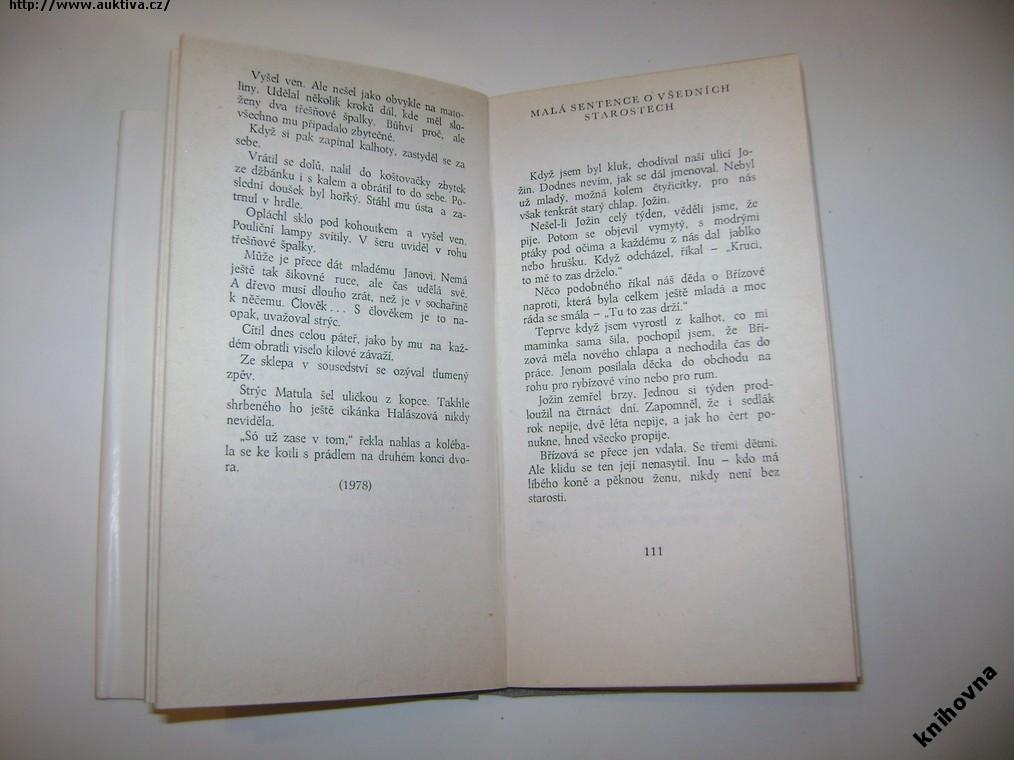 http://www.auktiva.cz/
Vyšel ven. Ale nešel jako obvykle na mato-
liny. Udělal několik kroků dál, kde měl slo-
ženy dva třešňové špalky. Bůhví proč, ale
všechno mu připadalo zbytečné.
Když si pak zapínal kalhoty, zastyděl se za
sebe.
Vrátil se dolů, nalil do koštovačky zbytek
ze džbánku i s kalem a obrátil to do sebe. Po-
slední doušek byl hořký. Stáhl mu ústa a za-
trnul v hrdle.
Opláchl sklo pod kohoutkem a vyšel ven.
Pouliční lampy svítily. V šeru uviděl v rohu
třešňové špalky.
Může je přece dát mladému Janovi. Nemá
ještě tak šikovné ruce, ale čas udělá své.
A dřevo musí dlouho zrát, než je v sochařině
k něčemu. Člověk... S člověkem je to na-
opak, uvažoval strýc.
Cítil dnes celou páteř, jako by mu na kaž-
dém obratli viselo kilové závaží.
Ze sklepa v sousedství se ozýval tlumený
zpěv.
Strýc Matula šel uličkou z kopce. Takhle
shrbeného ho ještě cikánka Halászová nikdy
neviděla.
„Só už zase v tom,“ řekla nahlas a koléba-
la se ke kotli s prádlem na druhém konci dvo-
ra.
(1978)
MALÁ SENTENCE O VŠEDNÍCH
STAROSTECH
Když jsem byl kluk, chodíval naší ulicí Jo-
žin. Dodnes nevím, jak se dál jmenoval. Nebyl
už mladý, možná kolem čtyřicítky, pro nás
však tenkrát starý chlap. Jožin.
Nešel-li Jožin celý týden, věděli jsme, že
pije. Potom se objevil vymytý, s modrými
ptáky pod očima a každému z nás dal jablko
nebo hrušku. Když odcházel, říkal – „Kruci,
to mě to zas drželo.“
Něco podobného říkal náš děda o Břízové
naproti, která byla celkem ještě mladá a moc
ráda se smála – „Tu to zas drží.“
Teprve když jsem vyrostl z kalhot, co mi
maminka sama šila, pochopil jsem, že Bří-
zová měla nového chlapa a nechodila čas do
práce. Jenom posílala děcka do obchodu na
rohu pro rybízové víno nebo pro rum.
Jožin zemřel brzy. Jednou si týden prod-
loužil na čtrnáct dní. Zapomněl, že i sedlák
rok nepije, dvě léta nepije, a jak ho čert po-
nukne, hned všecko propije.
Břízová se přece jen vdala. Se třemi dětmi.
Ale klidu se ten její nenasytil. Inu – kdo má
líbého koně a pěknou ženu, nikdy není bez
starosti.
111
knihovna